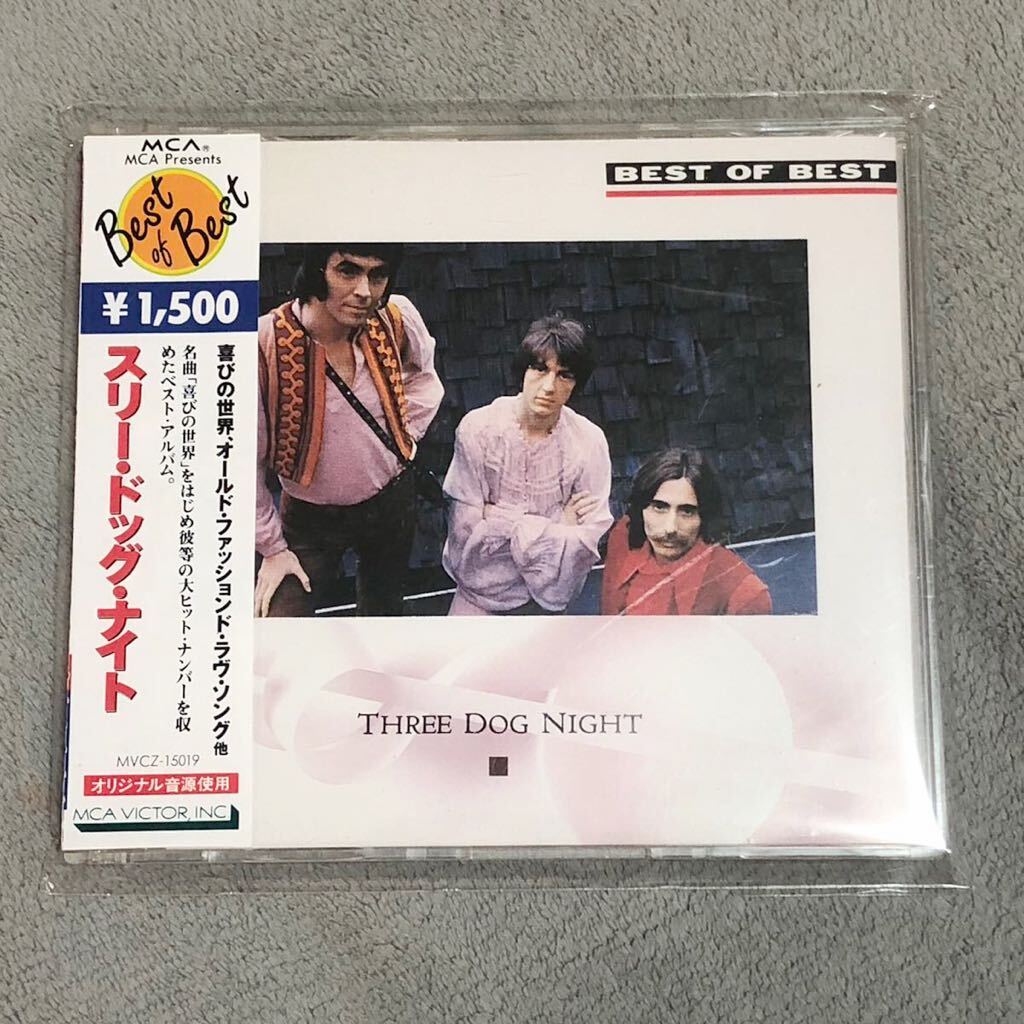 MCA®
MCA Presents
Best of Best
¥1,500
喜びの世界、オールド・ファッションド・ラヴ・ソング他
名曲「喜びの世界」をはじめ彼等の大ヒット・ナンバーを収
めたベスト・アルバム。
スリー・ドッグ・ナイト
MVCZ-15019
オリジナル音源使用
MCA VICTOR, INC
BEST OF BEST
THREE DOG NIGHT